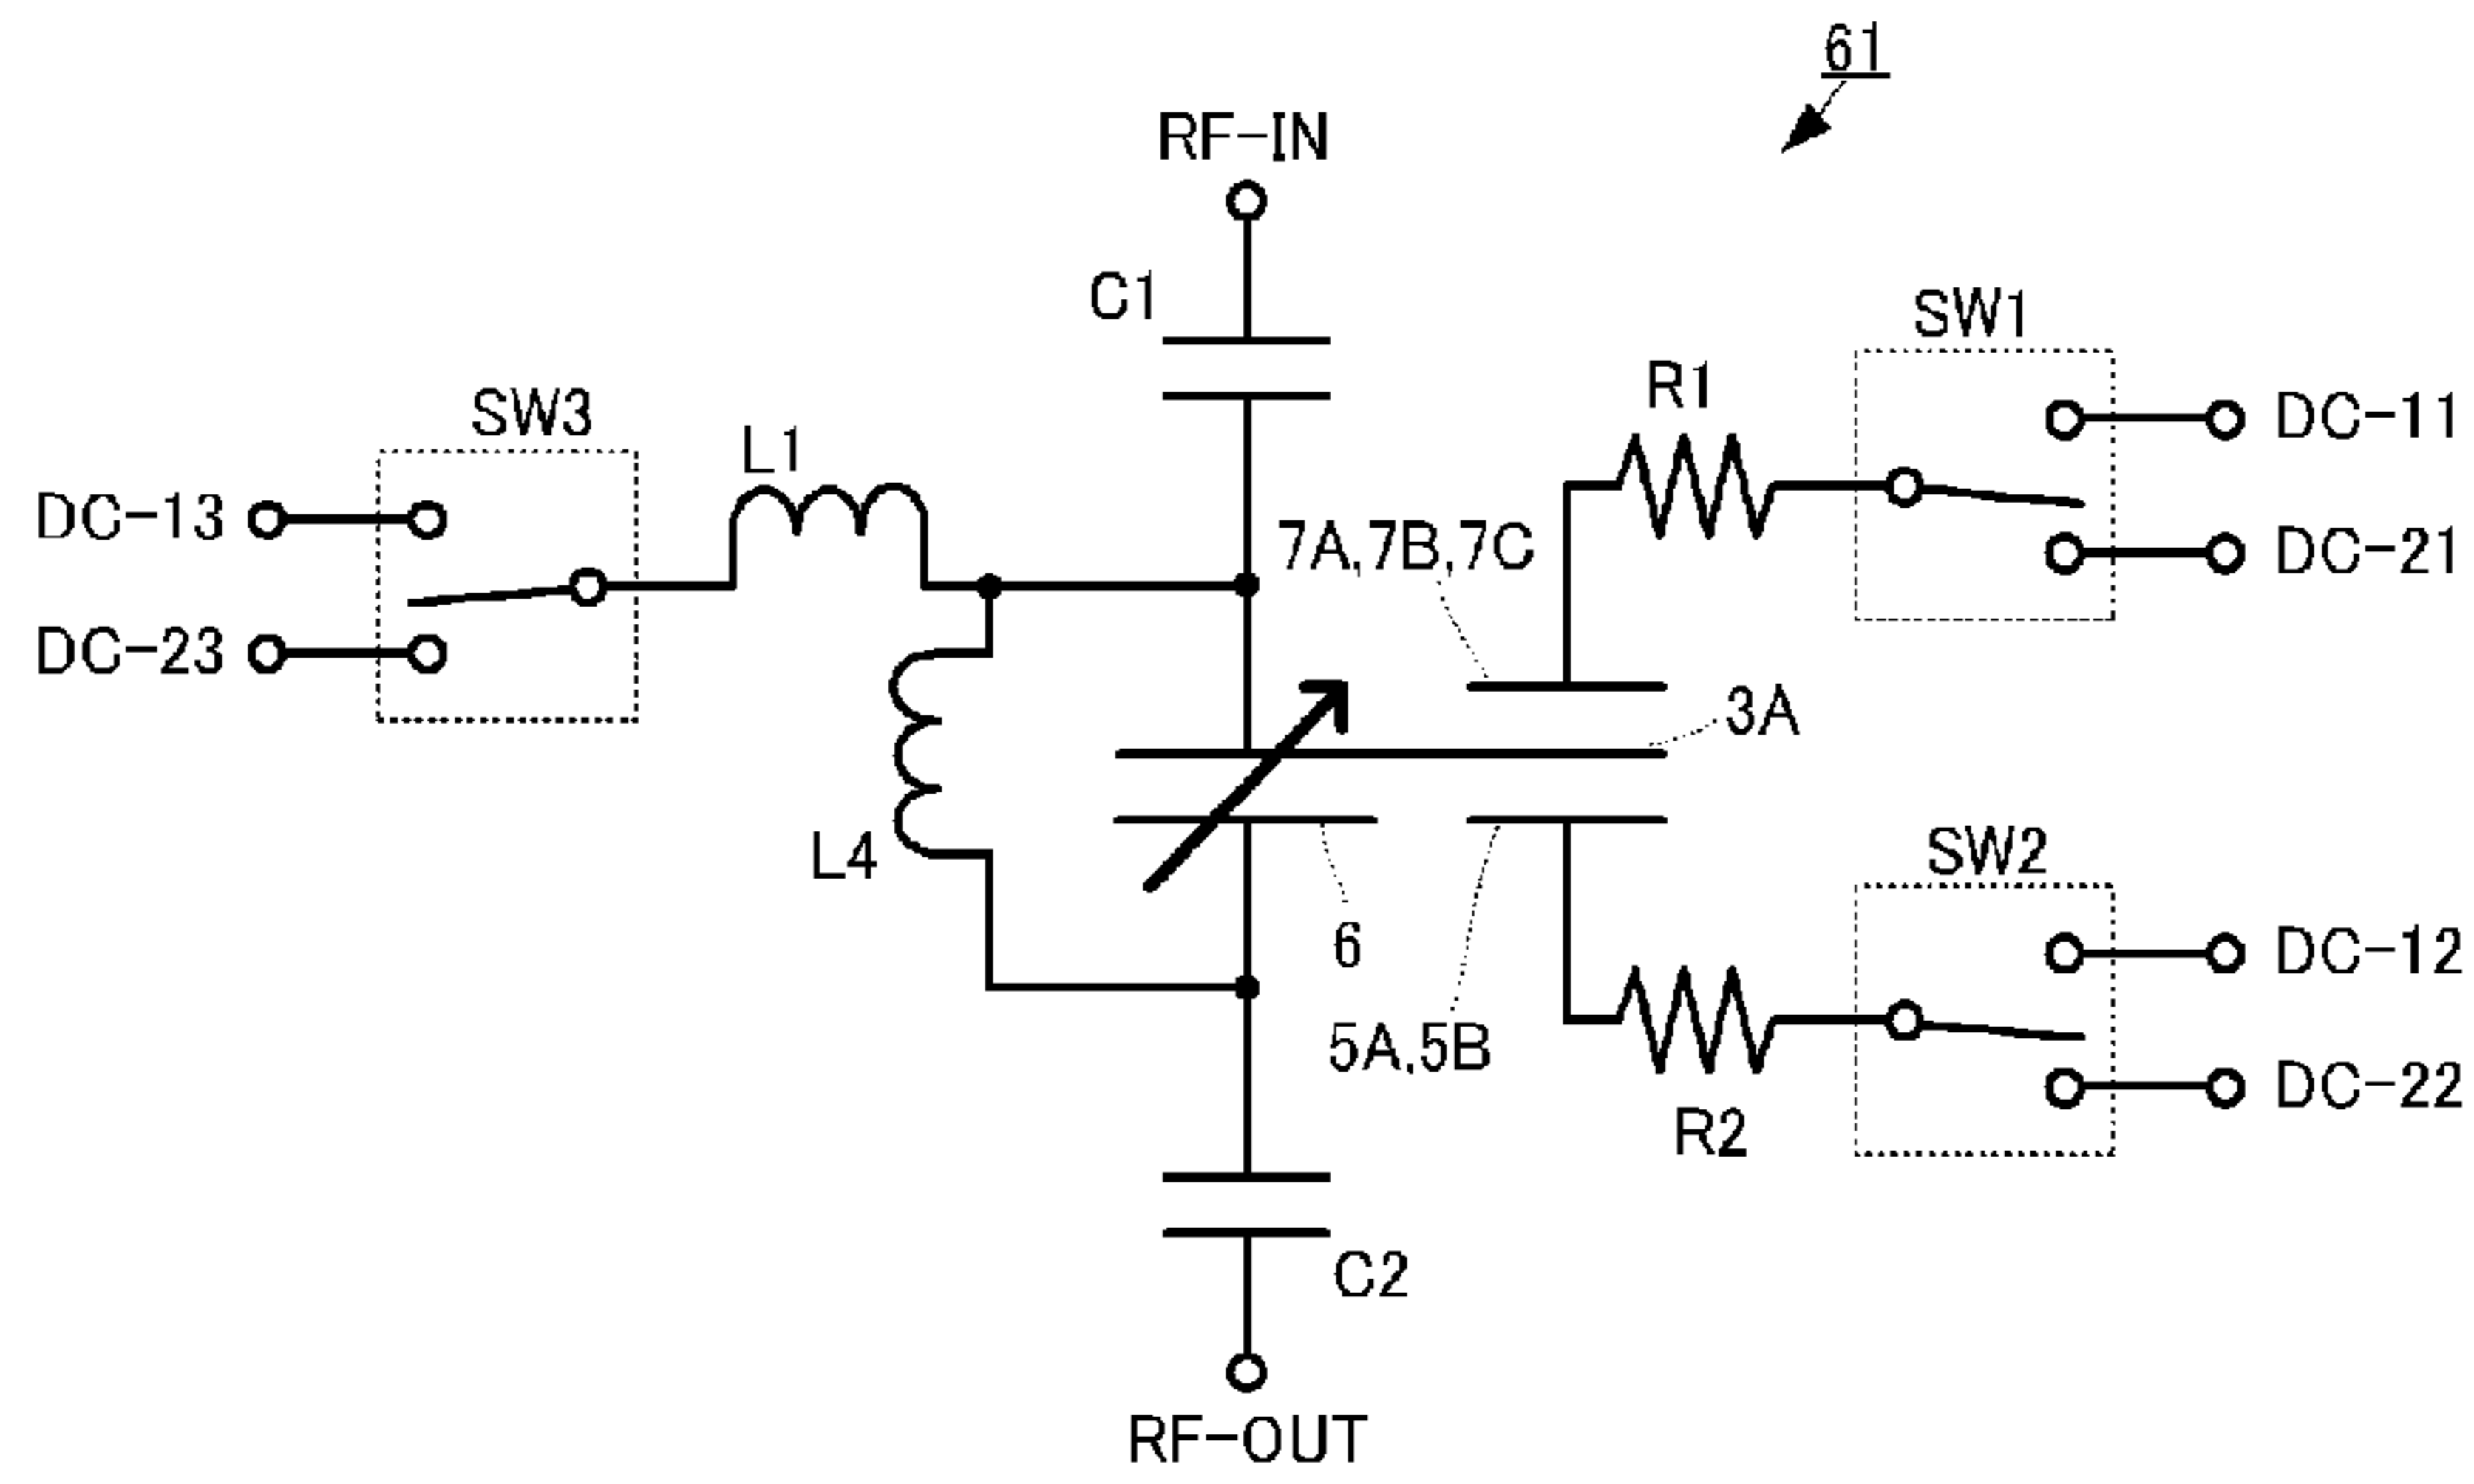 61
RF-IN
C1
SW1
R1
DC-11
SW3
L1
DC-13
7A,7B,7C
DC-21
DC-23
3A
L4
SW2
6
DC-12
5A,5B
DC-22
R2
C2
RF-OUT